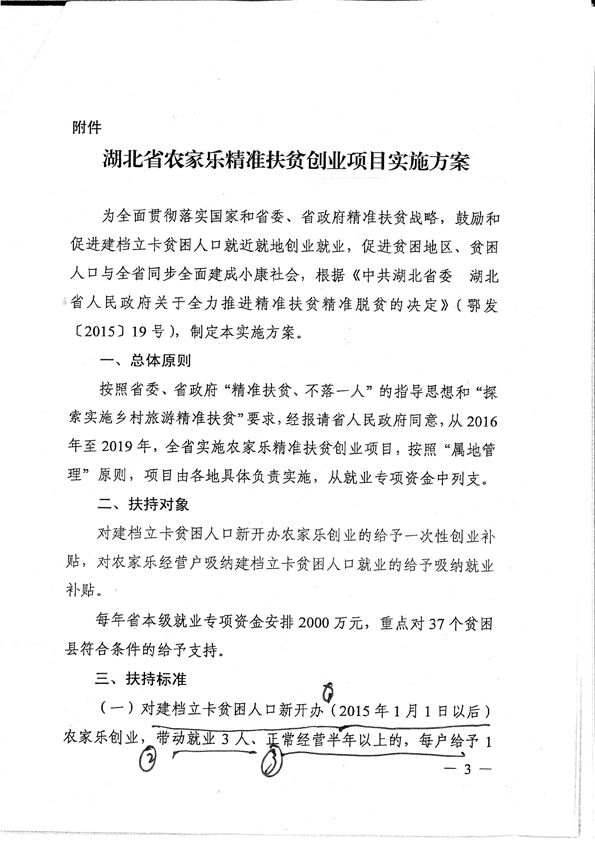 附件
湖北省农家乐精准扶贫创业项目实施方案
为全面贯彻落实国家和省委、省政府精准扶贫战略，鼓励和
促进建档立卡贫困人口就近就地创业就业，促进贫困地区、贫困
人口与全省同步全面建成小康社会，根据《中共湖北省委　湖北
省人民政府关于全力推进精准扶贫精准脱贫的决定》（鄂发
〔2015〕19 号），制定本实施方案。
一、总体原则
按照省委、省政府“精准扶贫、不落一人”的指导思想和“探
索实施乡村旅游精准扶贫”要求，经报请省人民政府同意，从 2016
年至 2019 年，全省实施农家乐精准扶贫创业项目，按照“属地管
理”原则，项目由各地具体负责实施，从就业专项资金中列支。
二、扶持对象
对建档立卡贫困人口新开办农家乐创业的给予一次性创业补
贴，对农家乐经营户吸纳建档立卡贫困人口就业的给予吸纳就业
补贴。
每年省本级就业专项资金安排 2000 万元，重点对 37 个贫困
县符合条件的给予支持。
三、扶持标准
①
（一）对建档立卡贫困人口新开办（2015 年 1 月 1 日以后）
农家乐创业，带动就业 3 人、正常经营半年以上的，每户给予 1
② ③
— 3 —